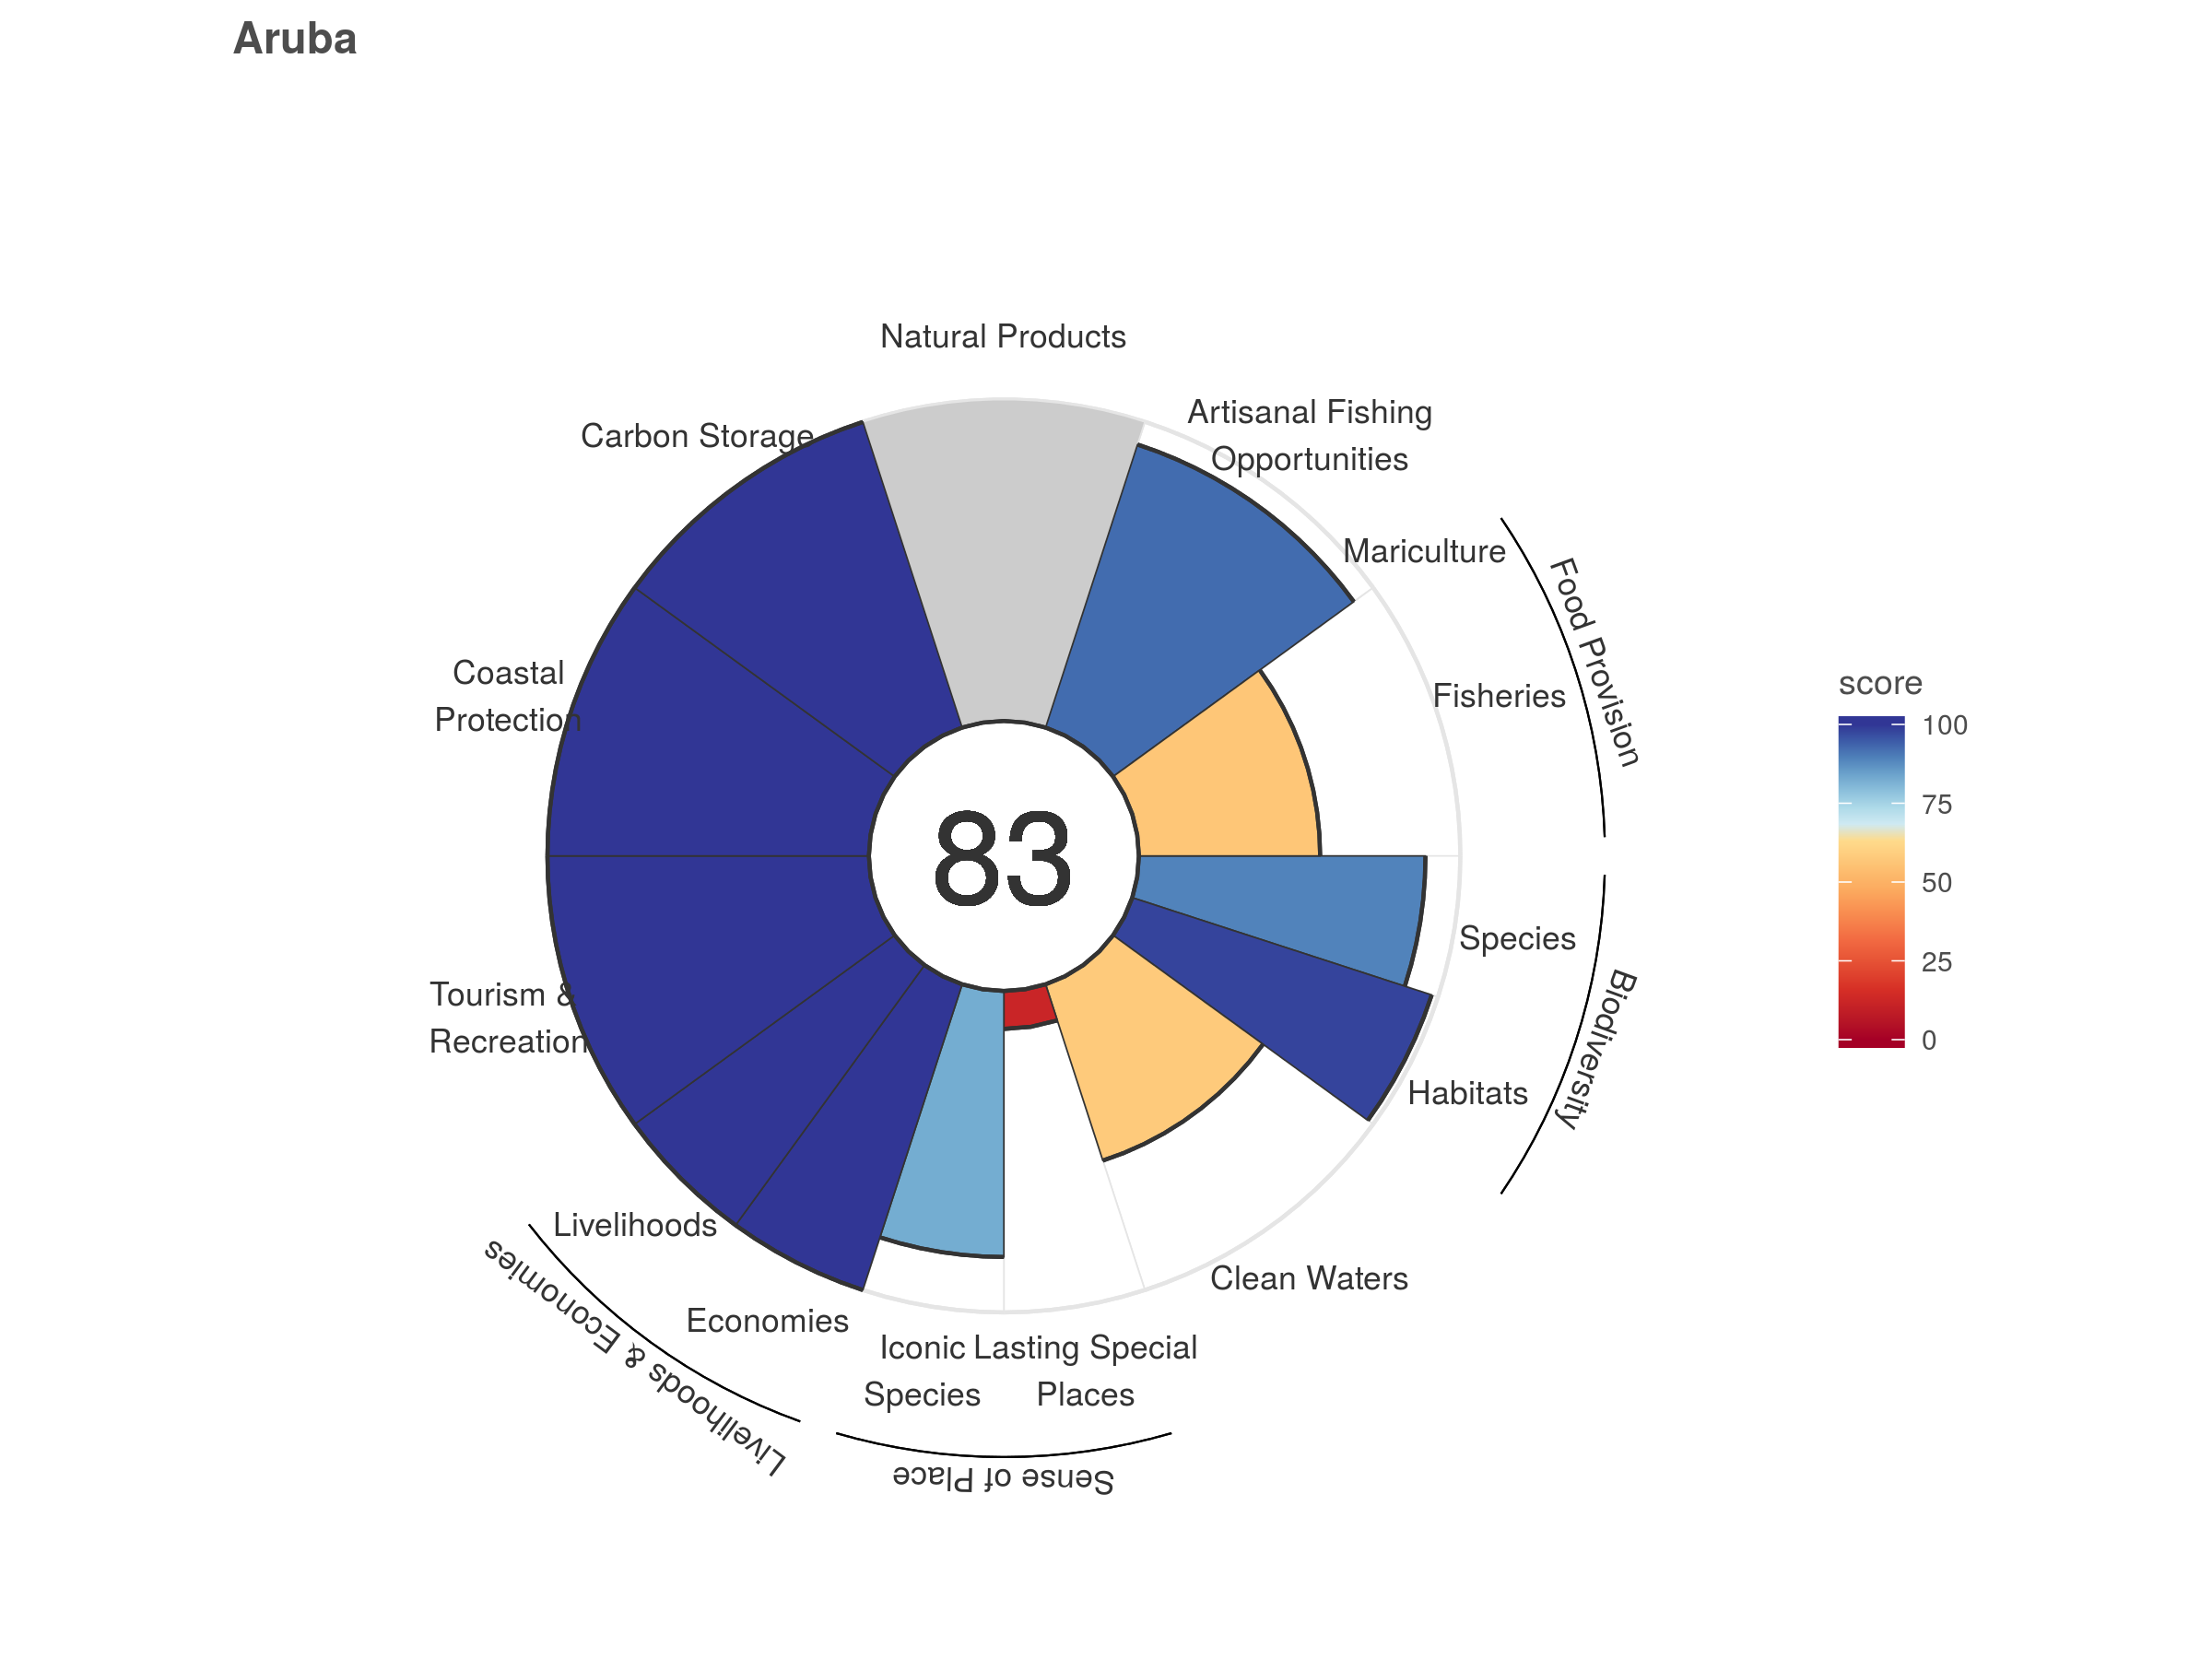 Aruba
Natural Products
Artisanal Fishing
Opportunities
Carbon Storage
Mariculture
Food Provision
Coastal
Protection
Fisheries
score
100
75
50
25
0
83
Species
Biodiversity
Tourism &
Recreation
Habitats
Livelihoods
Clean Waters
Economies
Livelihoods & Economies
Iconic
Species
Lasting Special
Places
Sense of Place